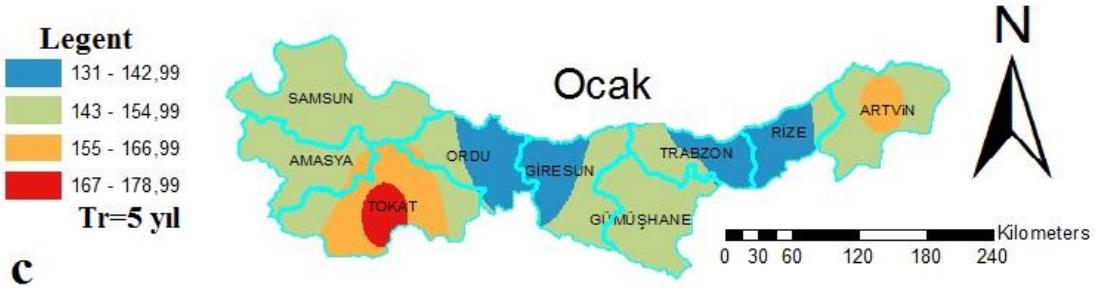 Legent
131 - 142,99
143 - 154,99
155 - 166,99
167 - 178,99
Tr=5 yıl
c
Ocak
N
SAMSUN
AMASYA
TOKAT
ORDU
GİRESUN
GÜMÜŞHANE
TRABZON
RİZE
ARTVİN
Kilometers
0 30 60 120 180 240